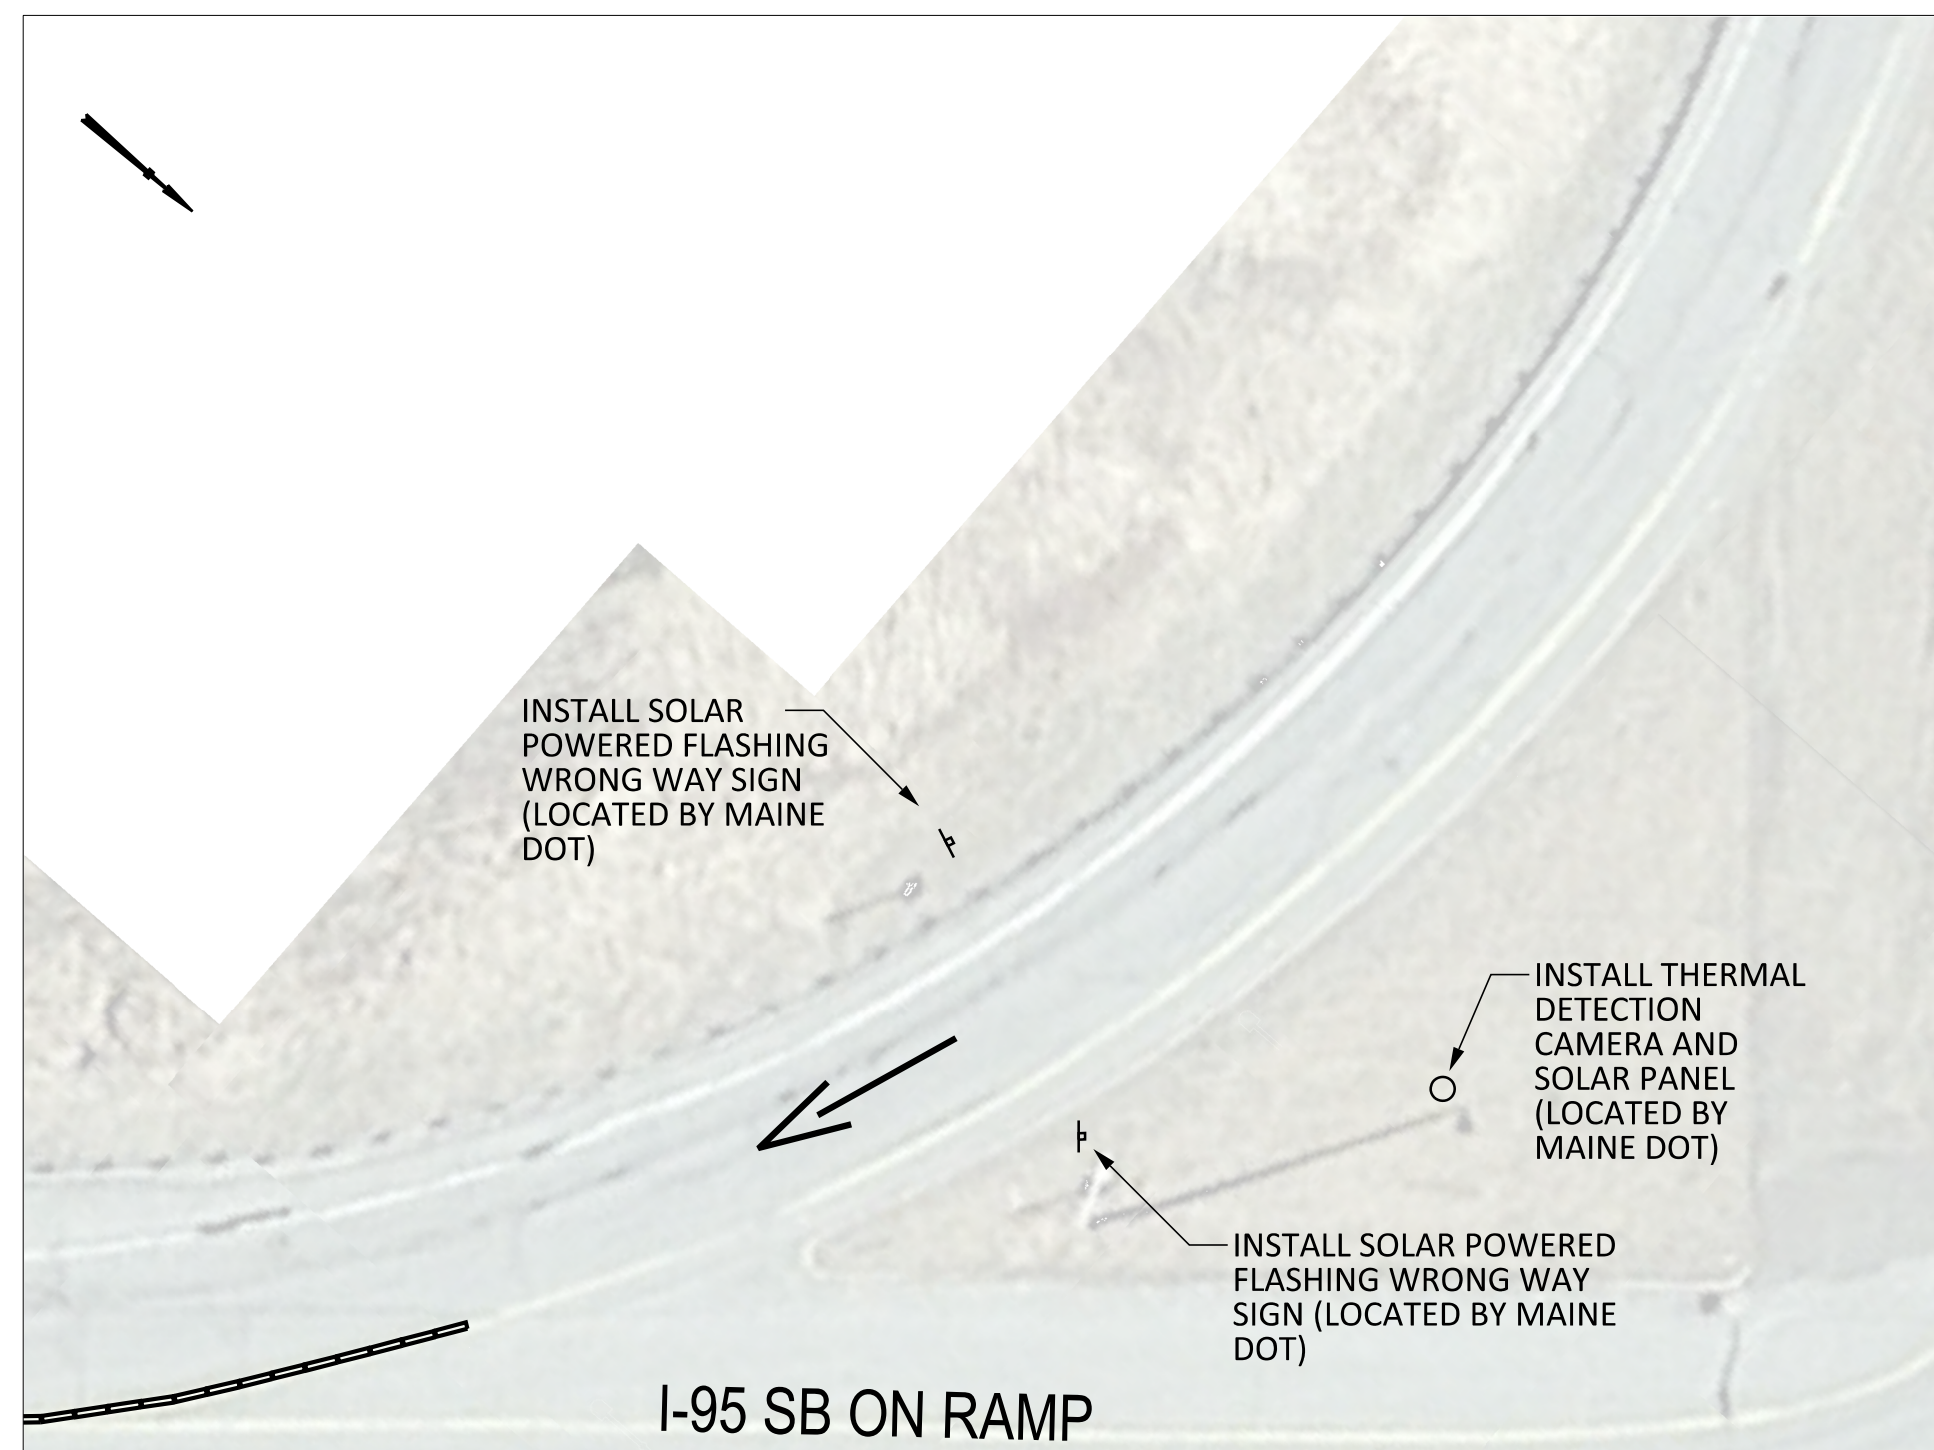 INSTALL SOLAR
POWERED FLASHING
WRONG WAY SIGN
(LOCATED BY MAINE
DOT)
INSTALL THERMAL
DETECTION
CAMERA AND
SOLAR PANEL
(LOCATED BY
MAINE DOT)
INSTALL SOLAR POWERED
FLASHING WRONG WAY
SIGN (LOCATED BY MAINE
DOT)
I-95 SB ON RAMP